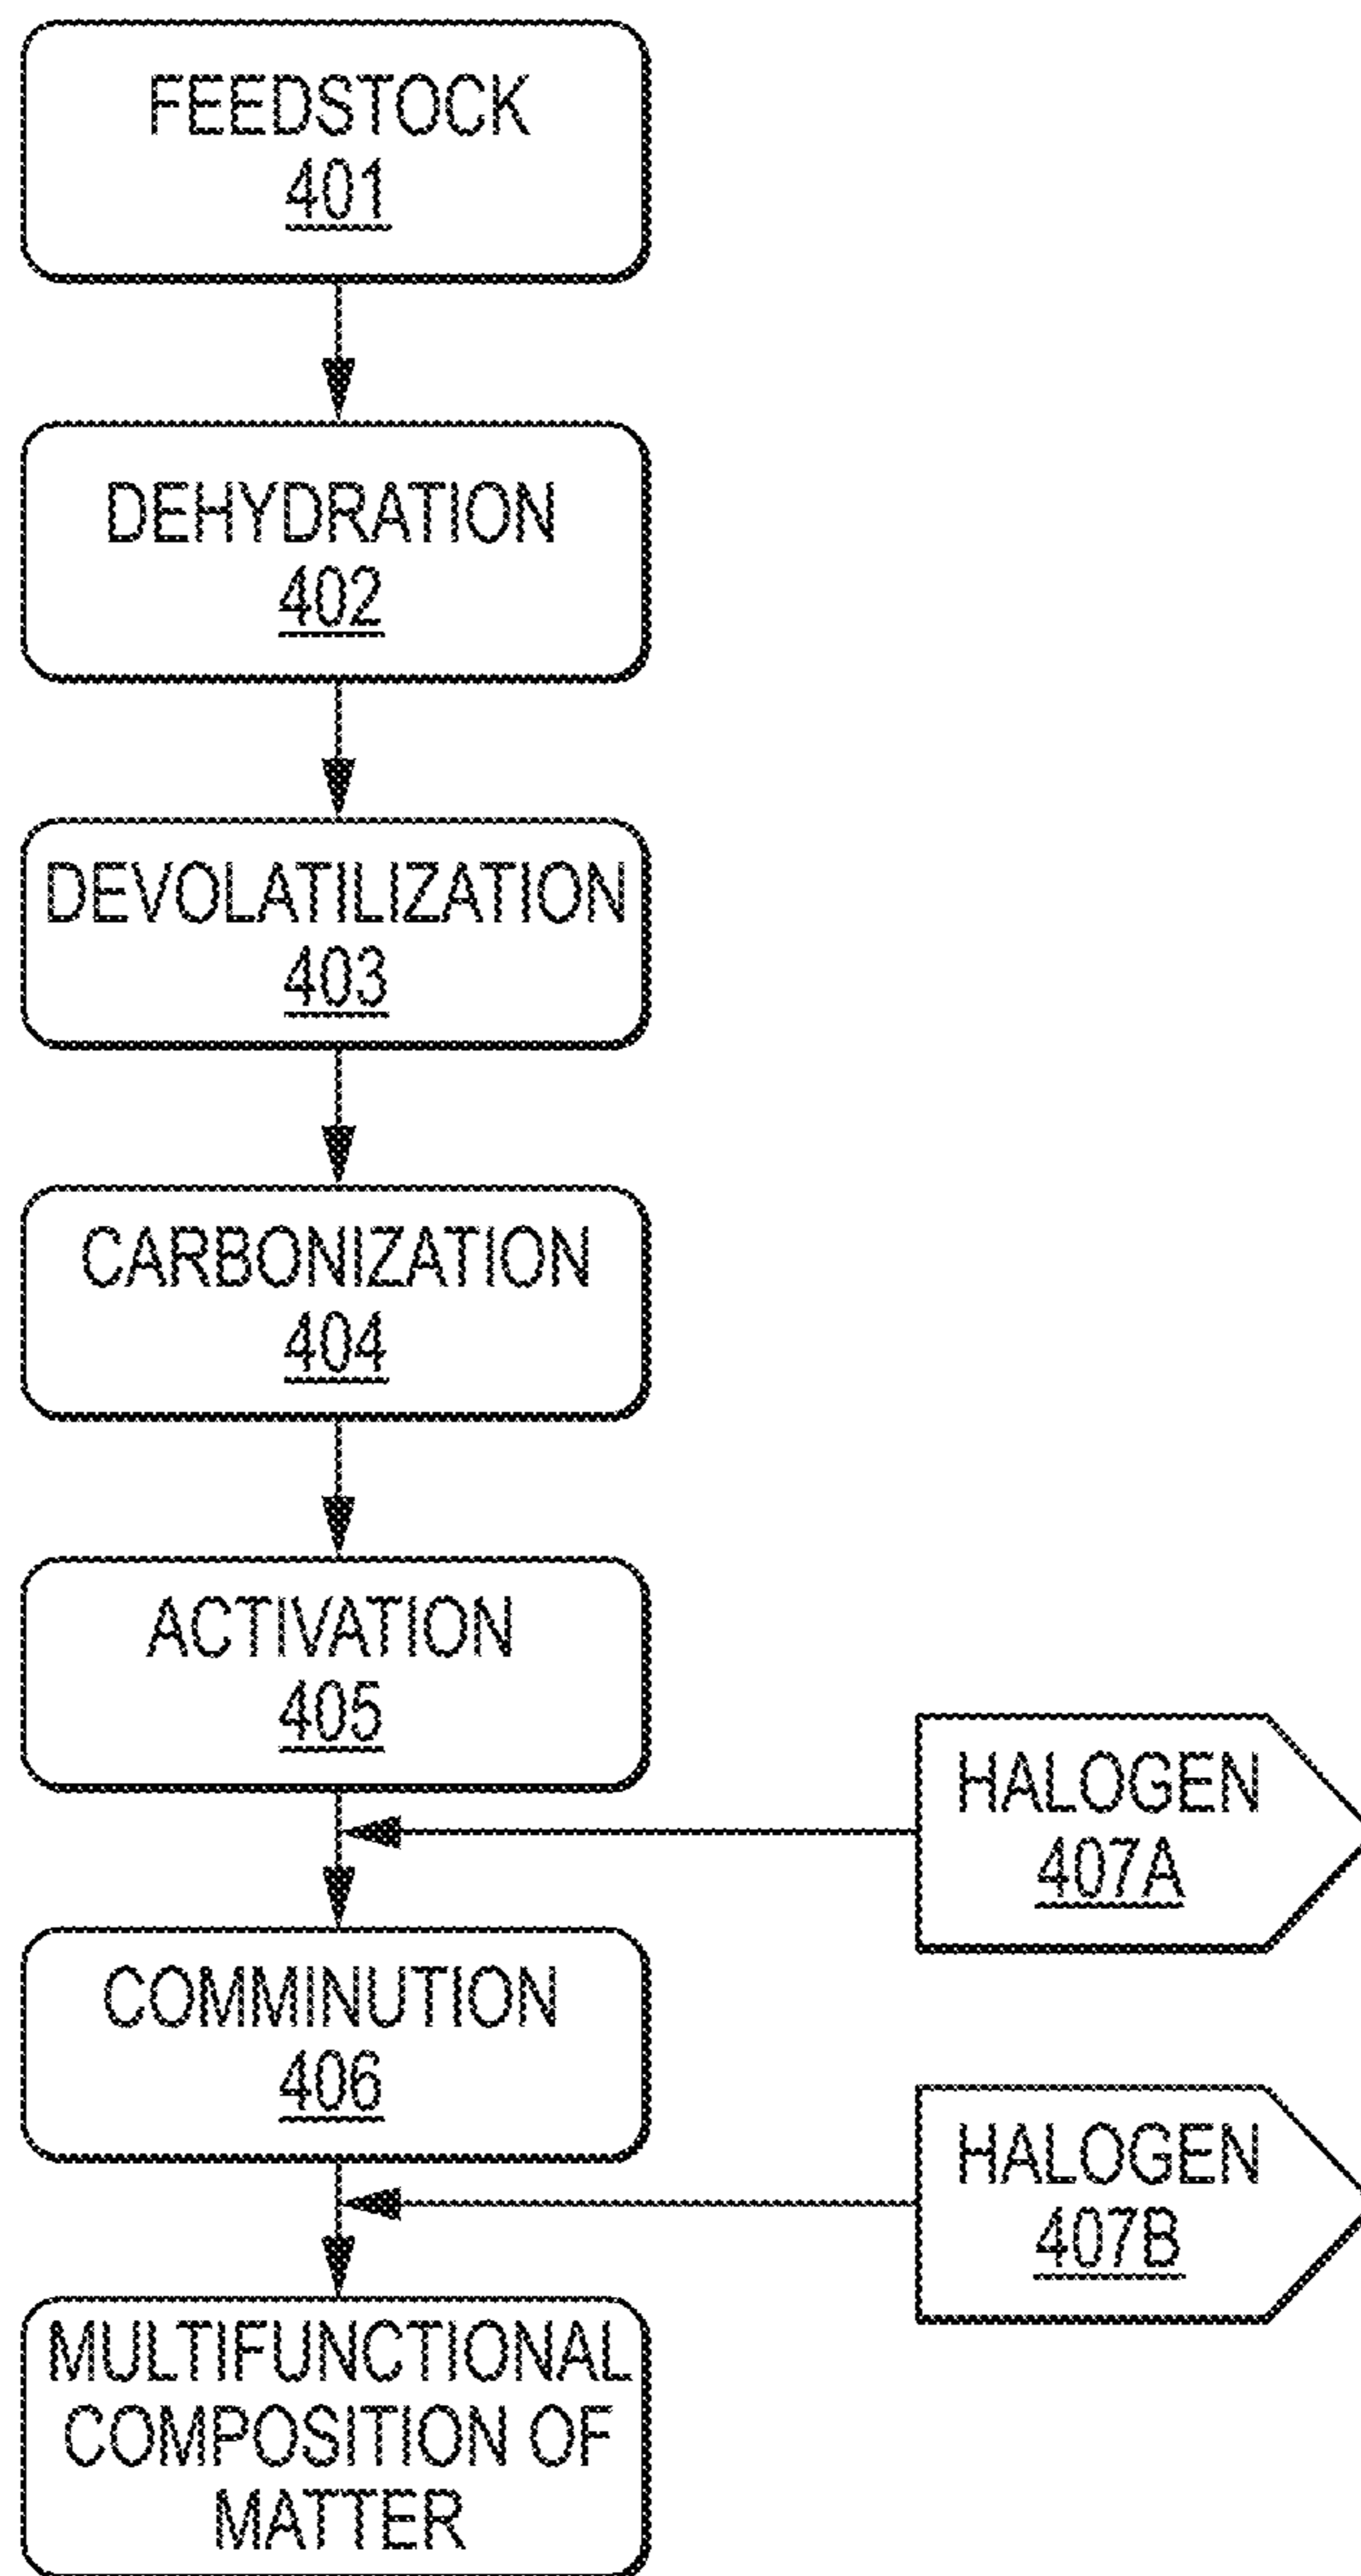 FEEDSTOCK
401
DEHYDRATION
402
DEVOLATILIZATION
403
CARBONIZATION
404
ACTIVATION
405
HALOGEN
407A
COMMINUTION
406
HALOGEN
407B
MULTIFUNCTIONAL
COMPOSITION OF
MATTER